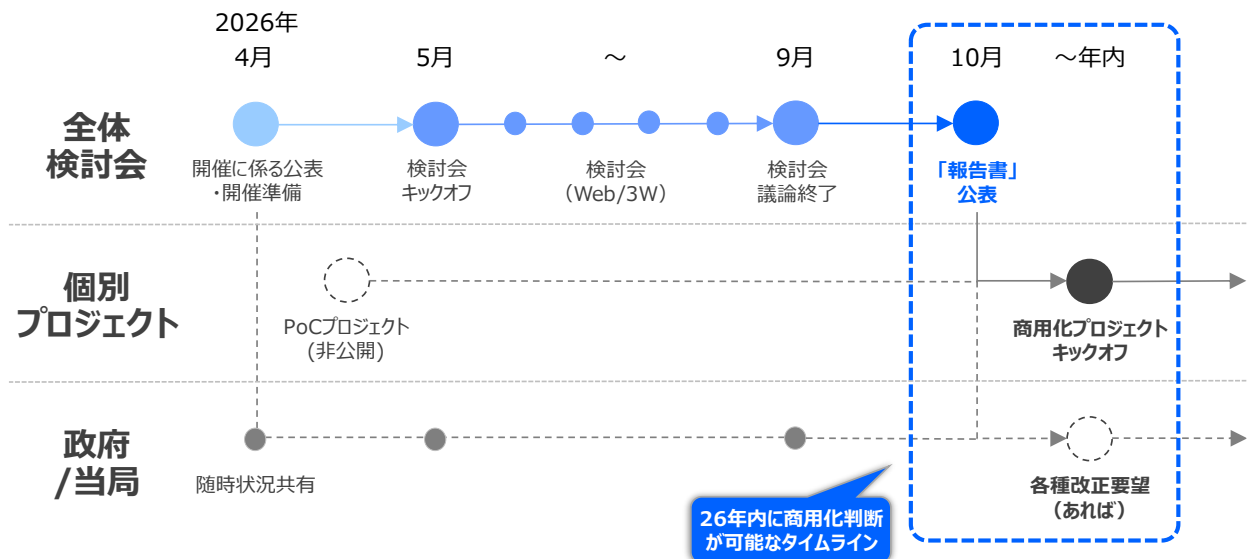 2026年
4月
5月
～
9月
10月
～年内
全体
検討会
開催に係る公表
・開催準備
検討会
キックオフ
検討会
（Web/3W）
検討会
議論終了
「報告書」
公表
個別
プロジェクト
PoCプロジェクト
(非公開)
商用化プロジェクト
キックオフ
政府
/当局
随時状況共有
各種改正要望
（あれば）
26年内に商用化判断
が可能なタイムライン